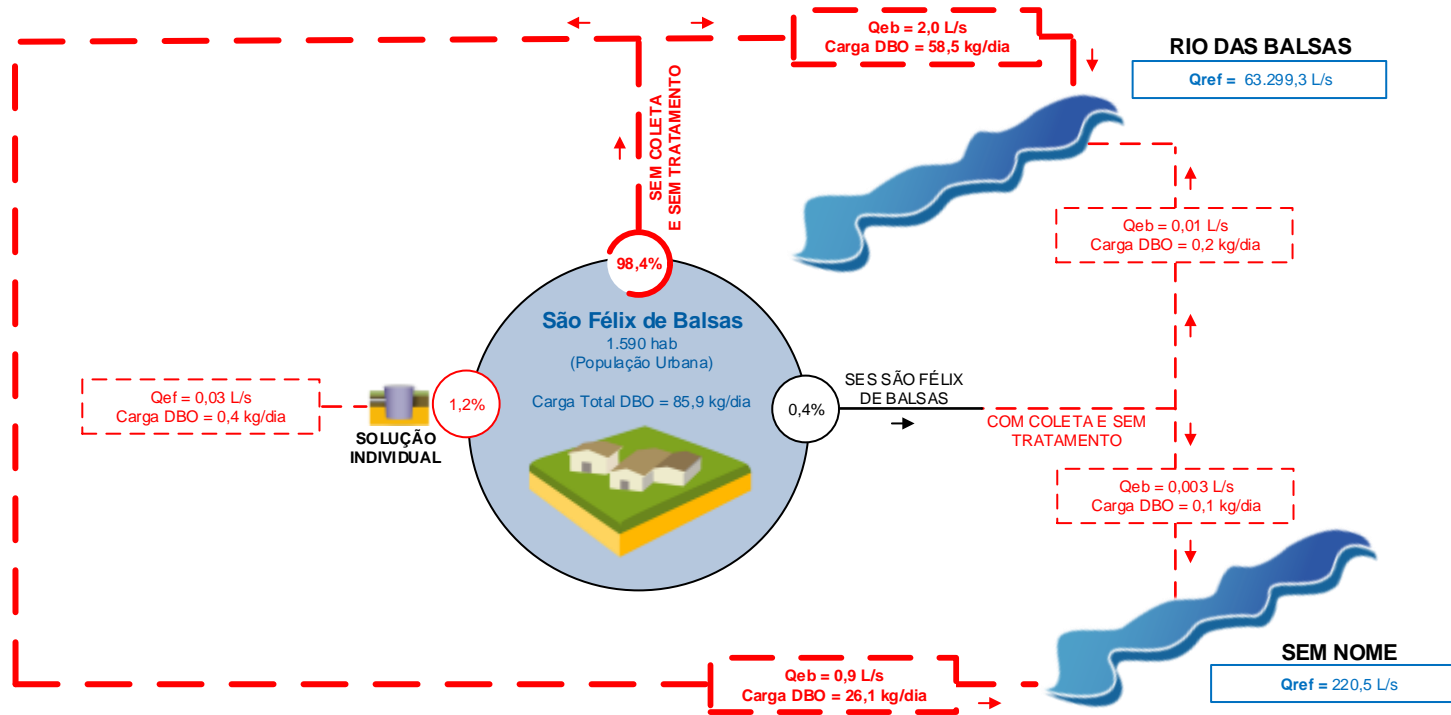 Qeb = 2,0 L/s
Carga DBO = 58,5 kg/dia
RIO DAS BALSAS
Qref = 63.299,3 L/s
SEM COLETA
E SEM TRATAMENTO
Qeb = 0,01 L/s
Carga DBO = 0,2 kg/dia
98,4%
São Félix de Balsas
1.590 hab
(População Urbana)
Carga Total DBO = 85,9 kg/dia
Qef = 0,03 L/s
Carga DBO = 0,4 kg/dia
SOLUÇÃO
INDIVIDUAL
1,2%
0,4%
SES SÃO FÉLIX
DE BALSAS
COM COLETA E SEM
TRATAMENTO
Qeb = 0,003 L/s
Carga DBO = 0,1 kg/dia
SEM NOME
Qref = 220,5 L/s
Qeb = 0,9 L/s
Carga DBO = 26,1 kg/dia